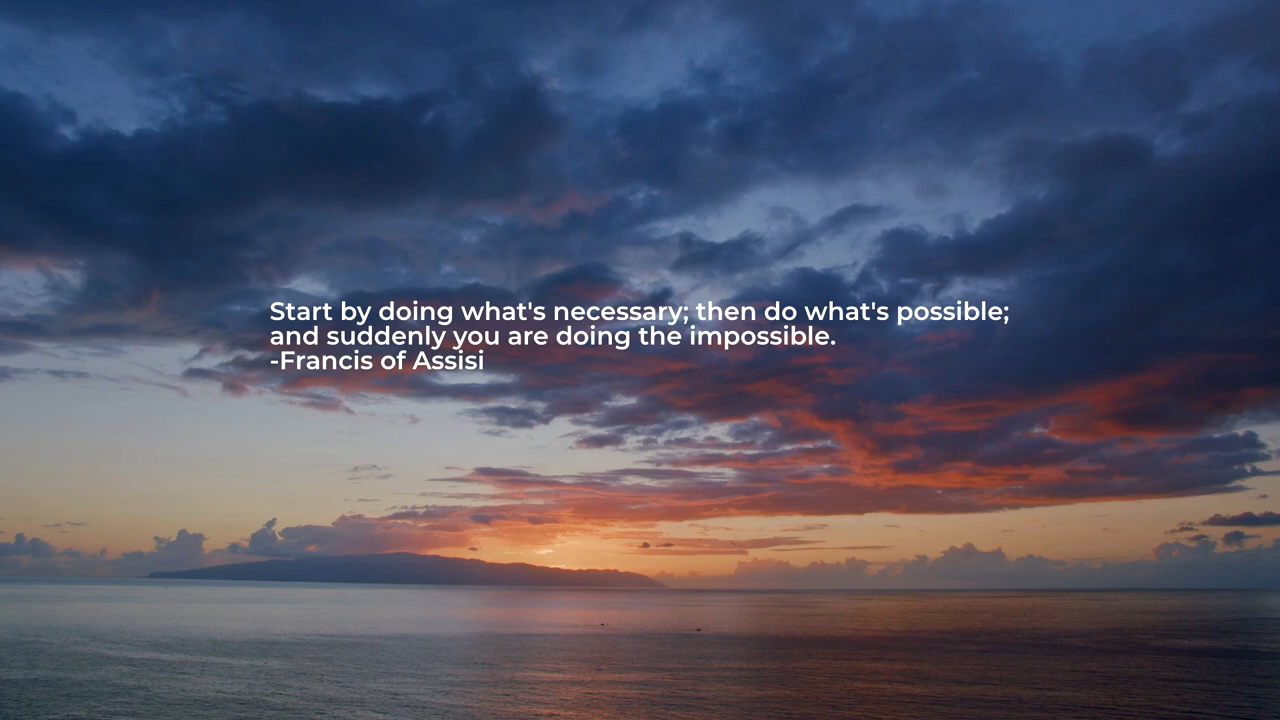 Start by doing what's necessary; then do what's possible;
and suddenly you are doing the impossible.
-Francis of Assisi